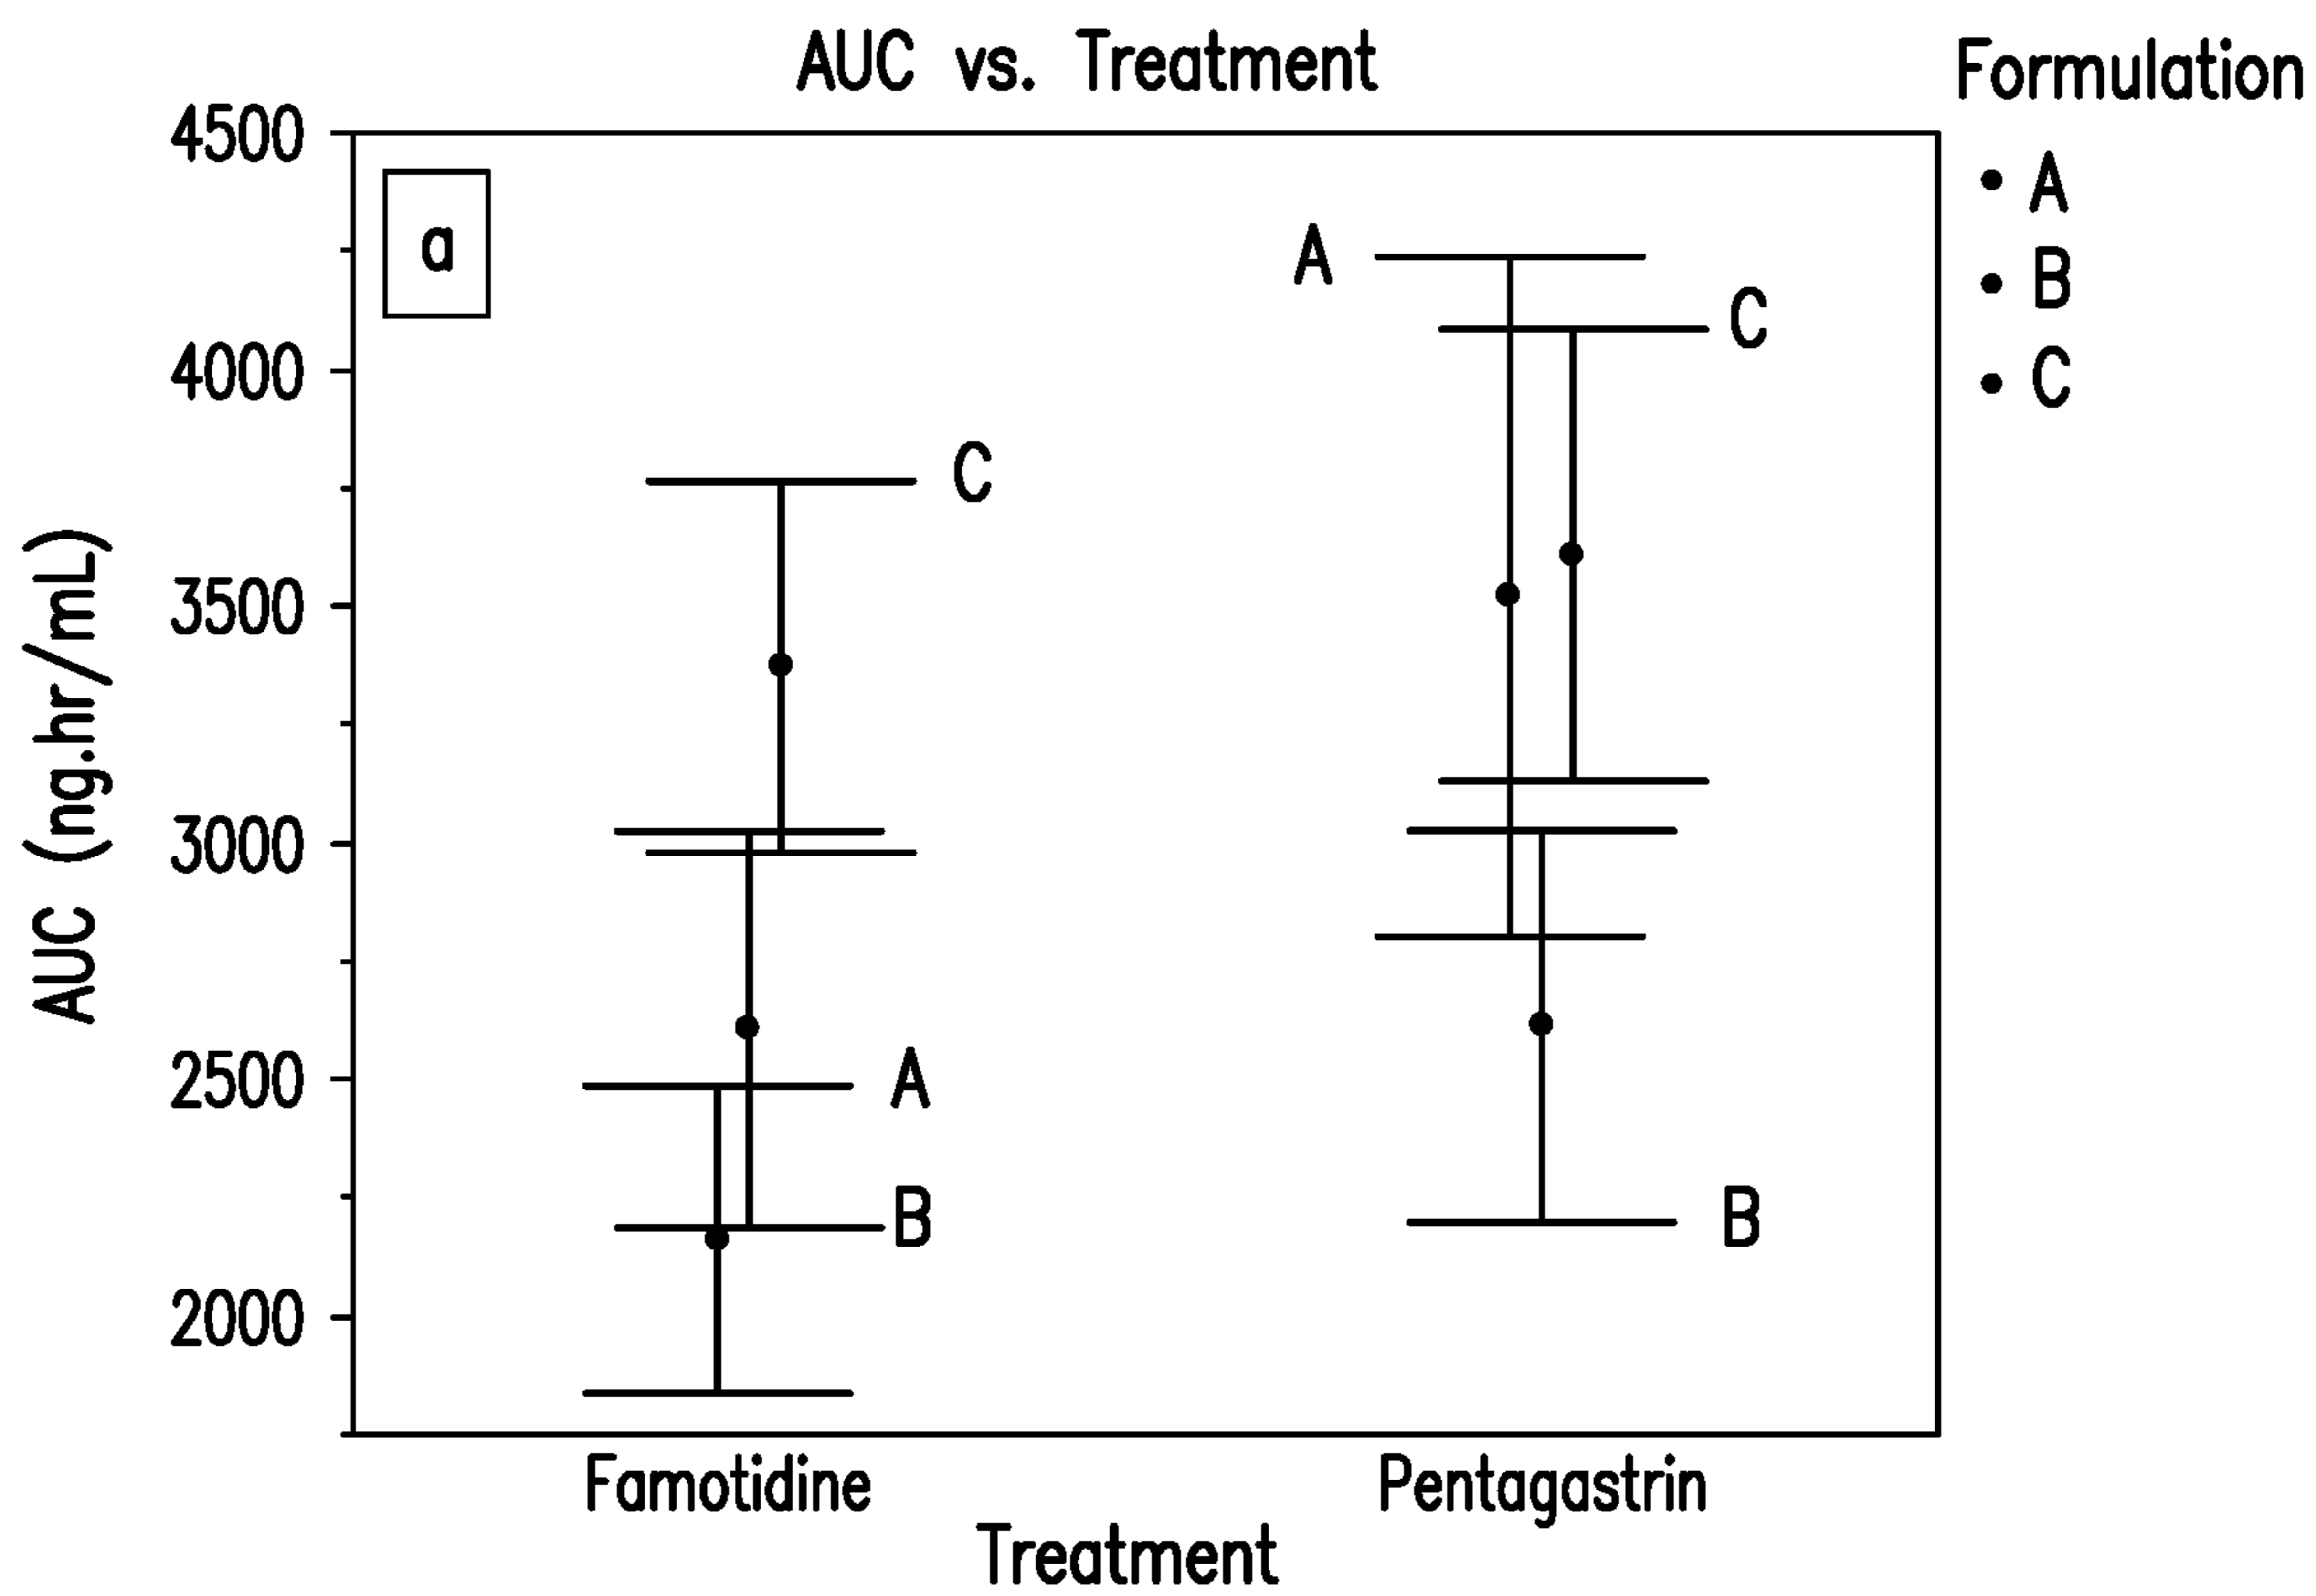 AUC vs. Treatment
Formulation
A
B
C
a
AUC (ng.hr/mL)
4500
4000
3500
3000
2500
2000
C
A
B
A
C
B
Famotidine
Pentagastrin
Treatment